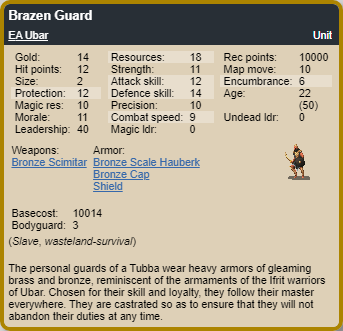 Brazen Guard
EA Ubar Unit
Gold: 14 Resources: 18 Rec points: 10000
Hit points: 12 Strength: 11 Map move: 10
Size: 2 Attack skill: 12 Encumbrance: 6
Protection: 12 Defence skill: 14 Age: 22
Magic res: 10 Precision: 10 (50)
Morale: 11 Combat speed: 9 Undead ldr: 0
Leadership: 40 Magic ldr: 0
Weapons: Armor:
Bronze Scimitar Bronze Scale Hauberk
Bronze Cap
Shield
Basecost: 10014
Bodyguard: 3
(Slave, wasteland-survival)
The personal guards of a Tubba wear heavy armors of gleaming
brass and bronze, reminiscent of the armaments of the Ifrit warriors
of Ubar. Chosen for their skill and loyalty, they follow their master
everywhere. They are castrated so as to ensure that they will not
abandon their duties at any time.